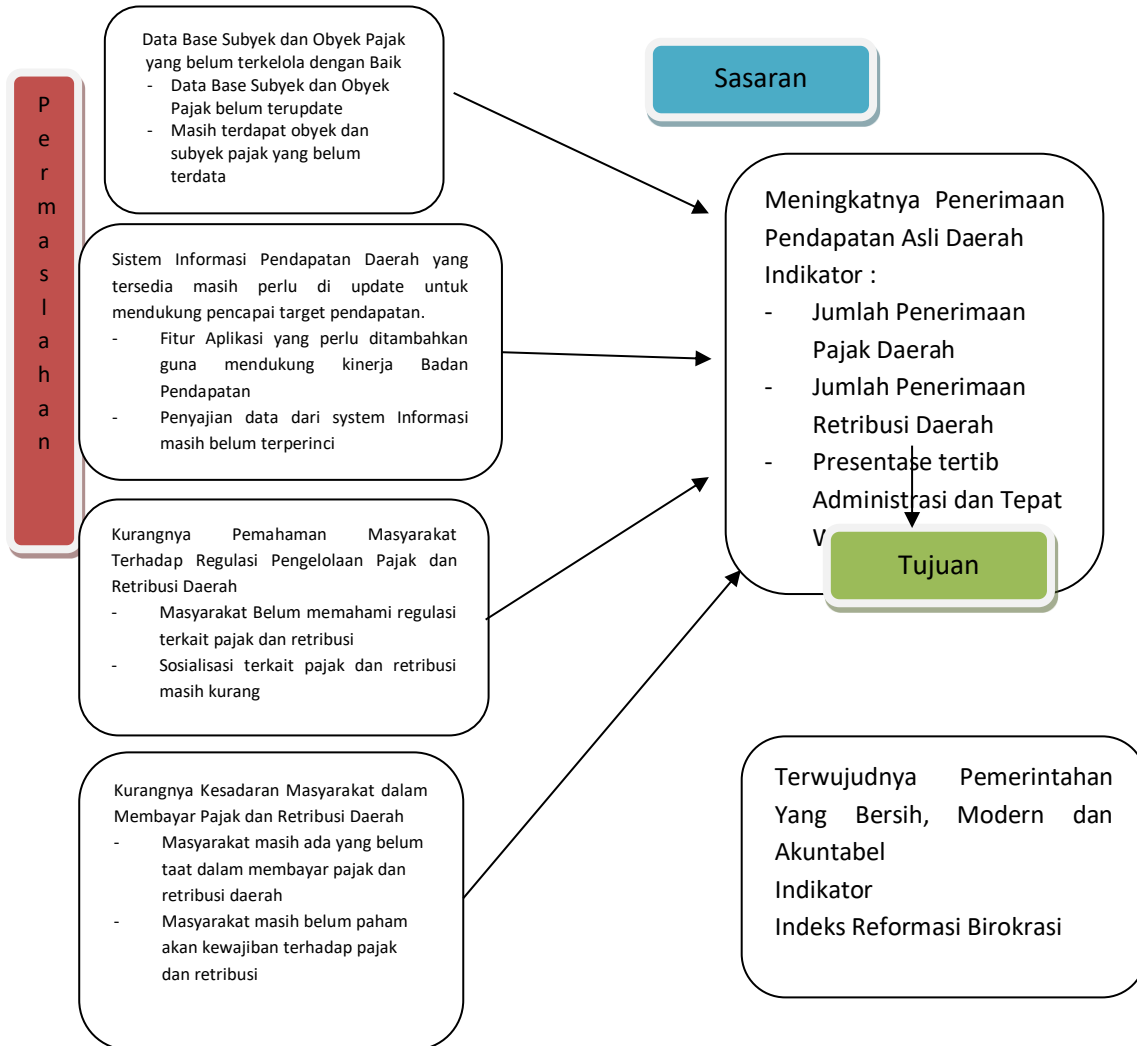 Permaslahan
Data Base Subyek dan Obyek Pajak
yang belum terkelola dengan Baik
- Data Base Subyek dan Obyek
Pajak belum terupdate
- Masih terdapat obyek dan
subyek pajak yang belum
terdata
Sistem Informasi Pendapatan Daerah yang
tersedia masih perlu di update untuk
mendukung pencapai target pendapatan.
- Fitur Aplikasi yang perlu ditambahkan
guna mendukung kinerja Badan
Pendapatan
- Penyajian data dari system Informasi
masih belum terperinci
Kurangnya Pemahaman Masyarakat
Terhadap Regulasi Pengelolaan Pajak dan
Retribusi Daerah
- Masyarakat Belum memahami regulasi
terkait pajak dan retribusi
- Sosialisasi terkait pajak dan retribusi
masih kurang
Kurangnya Kesadaran Masyarakat dalam
Membayar Pajak dan Retribusi Daerah
- Masyarakat masih ada yang belum
taat dalam membayar pajak dan
retribusi daerah
- Masyarakat masih belum paham
akan kewajiban terhadap pajak
dan retribusi
Sasaran
Meningkatnya Penerimaan
Pendapatan Asli Daerah
Indikator :
- Jumlah Penerimaan
Pajak Daerah
- Jumlah Penerimaan
Retribusi Daerah
- Presentase tertib
Administrasi dan Tepat
Tujuan
Terwujudnya Pemerintahan
Yang Bersih, Modern dan
Akuntabel
Indikator
Indeks Reformasi Birokrasi